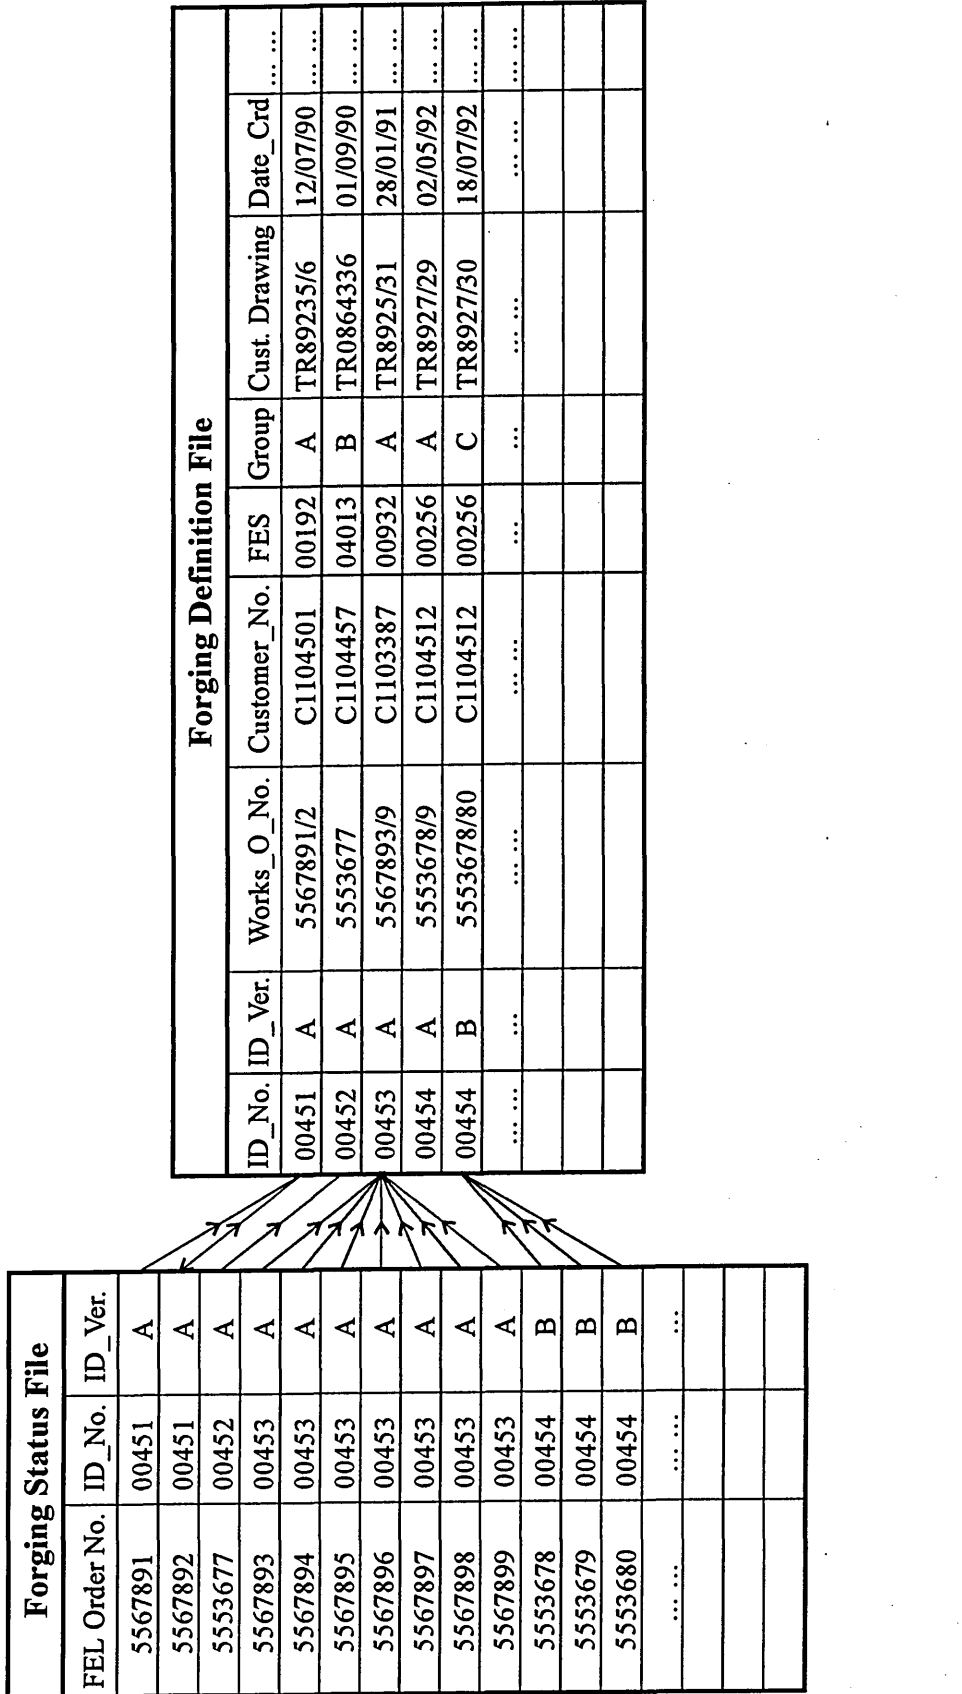 Forging Status File
FEL Order No. ID_No. ID_Ver.
5567891 00451 A
5567892 00451 A
5553677 00452 A
5567893 00453 A
5567894 00453 A
5567895 00453 A
5567896 00453 A
5567897 00453 A
5567898 00453 A
5567899 00453 A
5553678 00454 B
5553679 00454 B
5553680 00454 B
... ... ... ... ...
Forging Definition File
ID_No. ID_Ver. Works_O_No. Customer_No. FES Group Cust. Drawing Date_Crd ... ...
00451 A 5567891/2 C1104501 00192 A TR89235/6 12/07/90 ... ...
00452 A 5553677 C1104457 04013 B TR0864336 01/09/90 ... ...
00453 A 5567893/9 C1103387 00932 A TR8925/31 28/01/91 ... ...
00454 A 5553678/9 C1104512 00256 A TR8927/29 02/05/92 ... ...
00454 B 5553678/80 C1104512 00256 C TR8927/30 18/07/92 ... ...
... ... ... ... ... ... ... ... ... ... ... ... ... ... ...